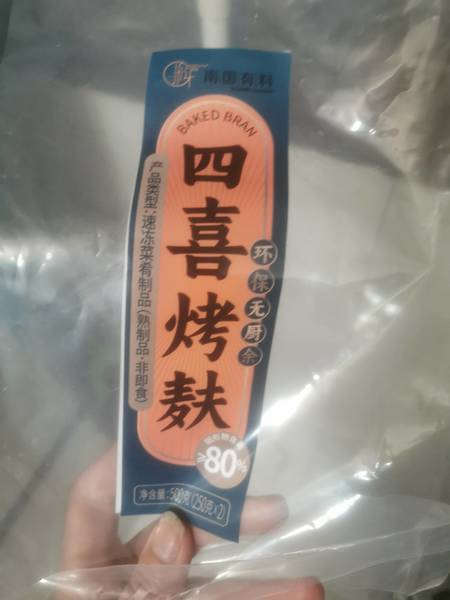 南国有料
BAKED BRAN
四喜烤麸
产品类型:速冻菜肴制品(熟制品·非即食)
环保无厨余
≥80%
净含量:500克(250克×2)